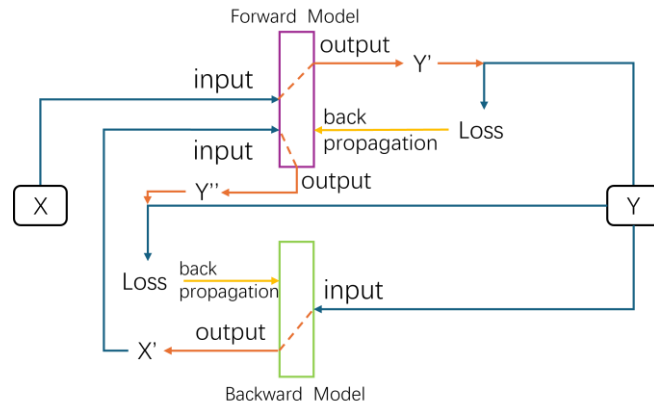 Forward Model
output
Y'
input
back
propagation
Loss
input
output
Y''
X
Y
Loss
back
propagation
input
output
X'
Backward Model